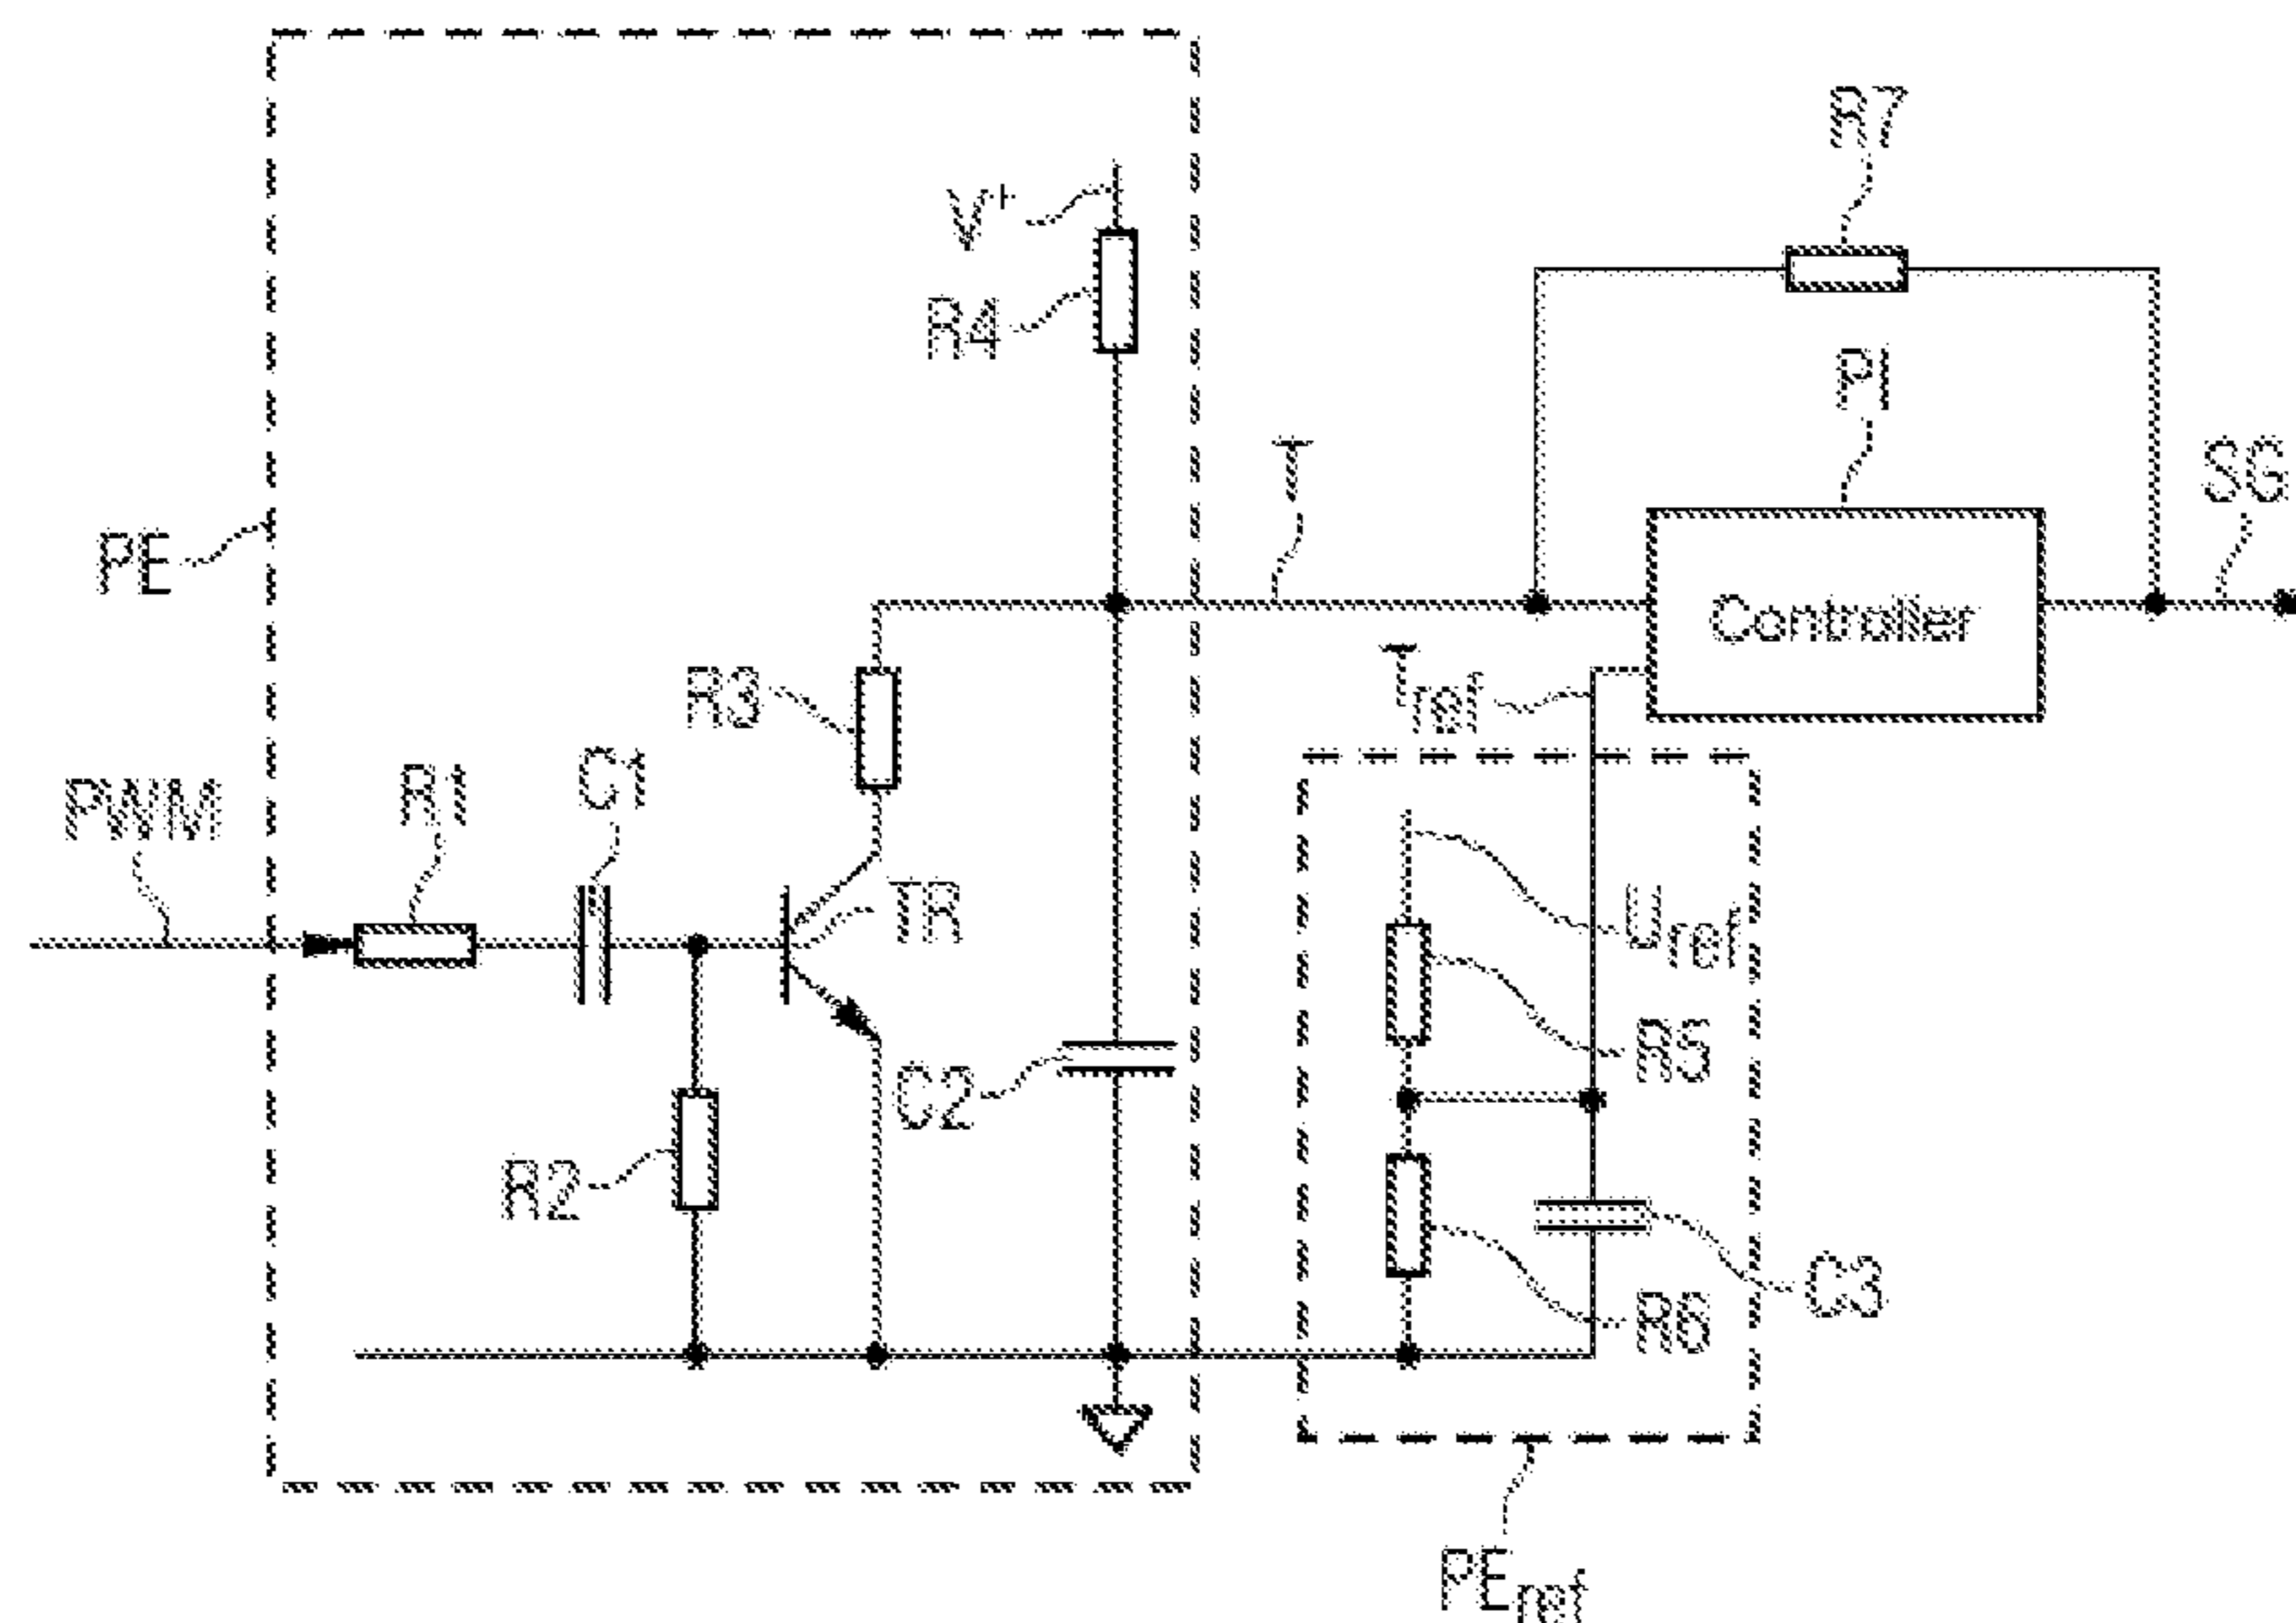 R7
V+
R4
PI
T
SG
PE
Controller
R3
Tref
C1
R1
PWM
TR
Uref
R5
C2
R2
C3
R6
PEref